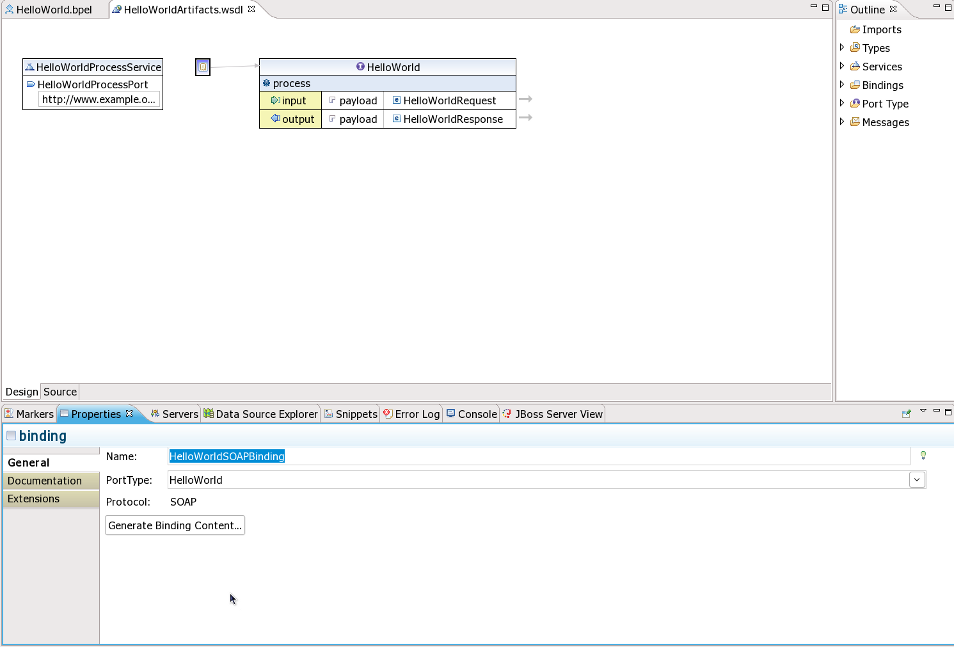 HelloWorld.bpel HelloWorldArtifacts.wsdl
HelloWorldProcessService
HelloWorldProcessPort
http://www.example.o...
HelloWorld
process
input payload HelloWorldRequest
output payload HelloWorldResponse
Outline
Imports
Types
Services
Bindings
Port Type
Messages
Design Source
Markers Properties Servers Data Source Explorer Snippets Error Log Console JBoss Server View
binding
General
Documentation
Extensions
Name: HelloWorldSOAPBinding
PortType: HelloWorld
Protocol: SOAP
Generate Binding Content...